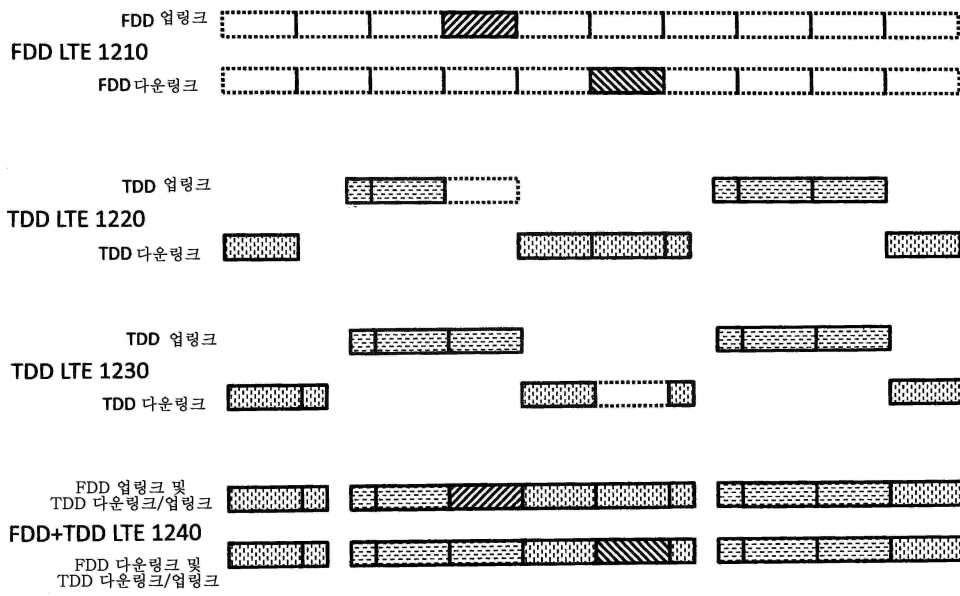 FDD 업링크
FDD LTE 1210
FDD 다운링크
TDD 업링크
TDD LTE 1220
TDD 다운링크
TDD 업링크
TDD LTE 1230
TDD 다운링크
FDD 업링크 및
TDD 다운링크/업링크
FDD+TDD LTE 1240
FDD 다운링크 및
TDD 다운링크/업링크